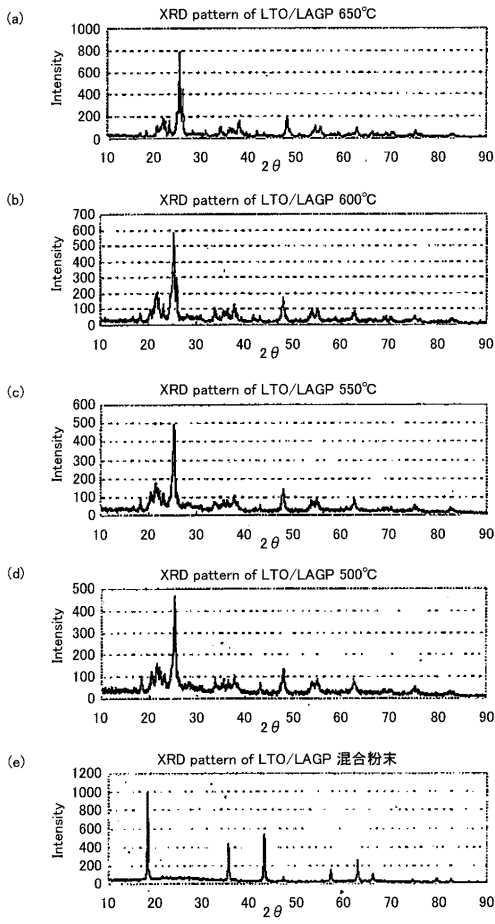 (a)
XRD pattern of LTO/LAGP 650℃
Intensity
1000
800
600
400
200
0
10 20 30 40 50 60 70 80 90
2θ
(b)
XRD pattern of LTO/LAGP 600℃
Intensity
700
600
500
400
300
200
100
0
10 20 30 40 50 60 70 80 90
2θ
(c)
XRD pattern of LTO/LAGP 550℃
Intensity
600
500
400
300
200
100
0
10 20 30 40 50 60 70 80 90
2θ
(d)
XRD pattern of LTO/LAGP 500℃
Intensity
500
400
300
200
100
0
10 20 30 40 50 60 70 80 90
2θ
(e)
XRD pattern of LTO/LAGP 混合粉末
Intensity
1200
1000
800
600
400
200
0
10 20 30 40 50 60 70 80 90
2θ